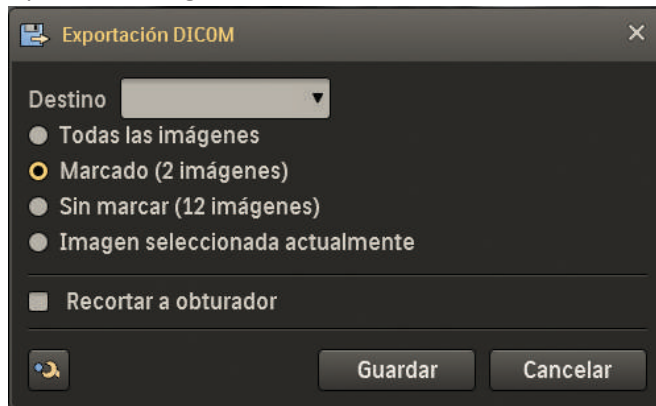 Exportación DICOM
Destino
Todas las imágenes
Marcado (2 imágenes)
Sin marcar (12 imágenes)
Imagen seleccionada actualmente
Recortar a obturador
Guardar Cancelar